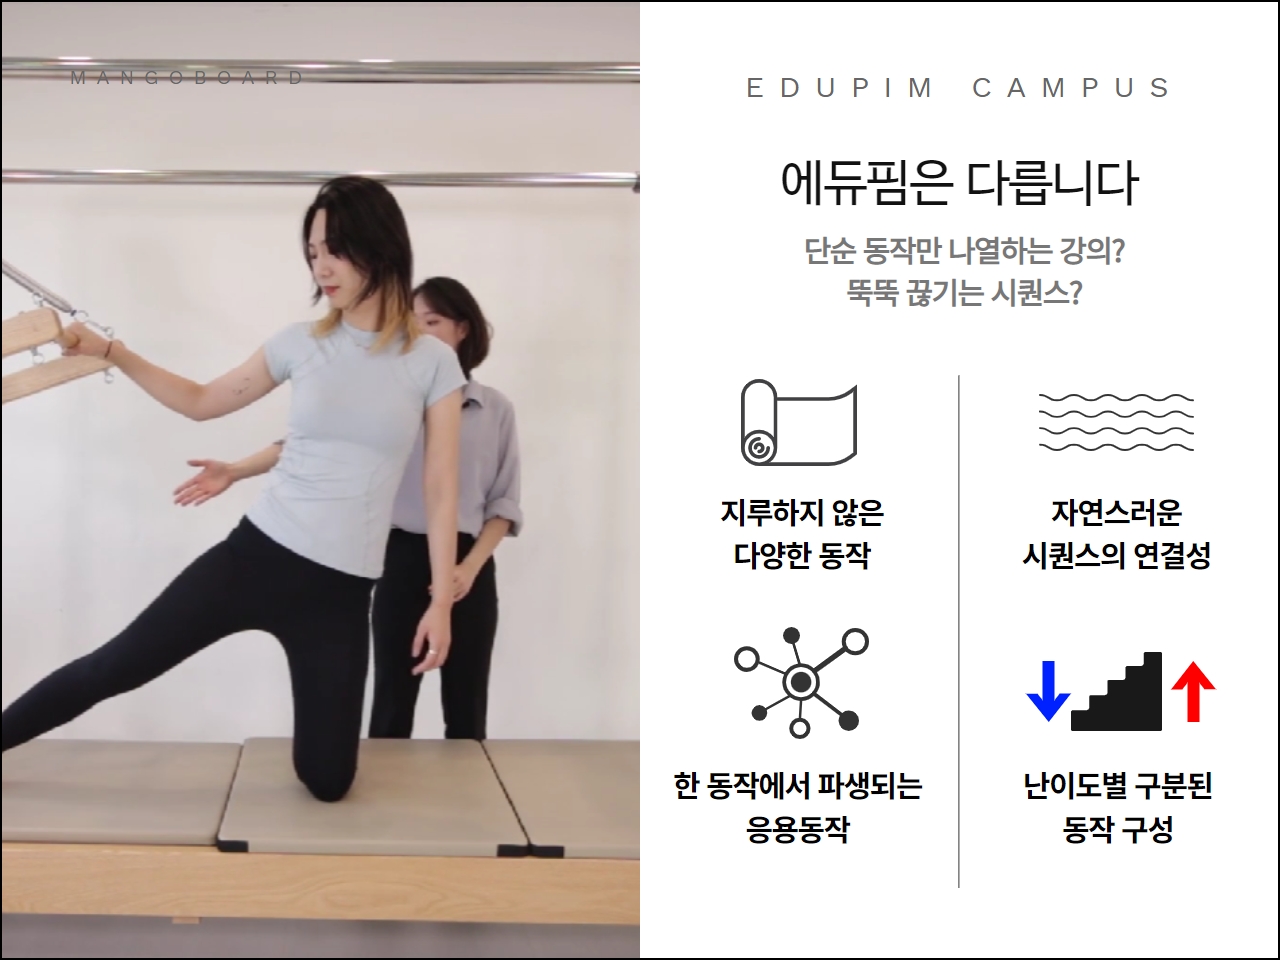 MANGOBOARD
EDUPIM CAMPUS
에듀핌은 다릅니다
단순 동작만 나열하는 강의?
뚝뚝 끊기는 시퀀스?
지루하지 않은
다양한 동작
자연스러운
시퀀스의 연결성
한 동작에서 파생되는
응용동작
난이도별 구분된
동작 구성